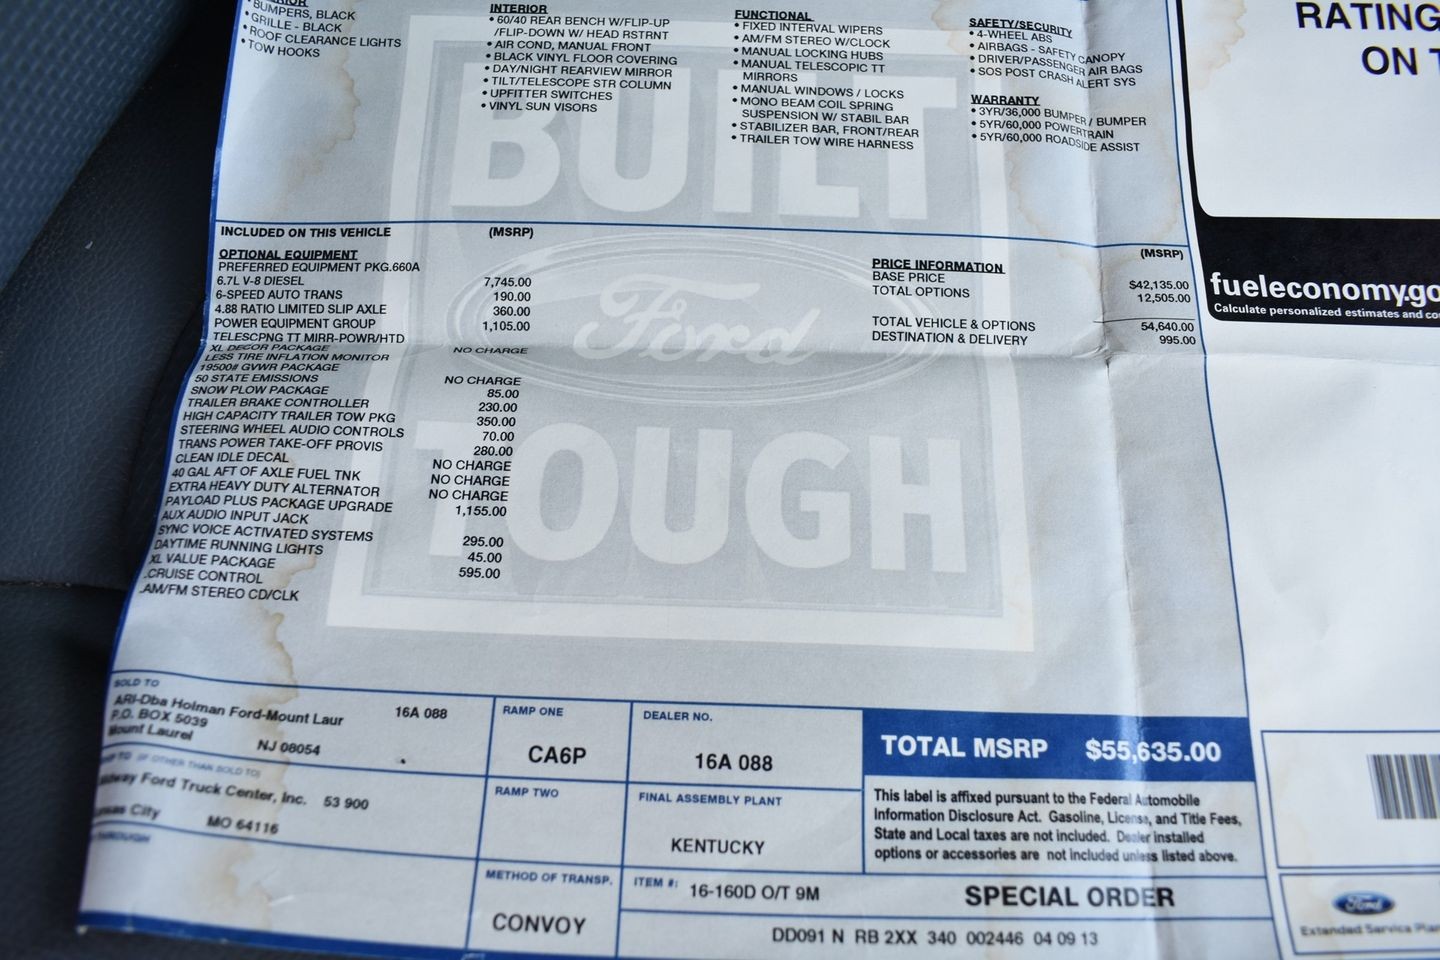 BUMPERS, BLACK
• GRILLE - BLACK
• ROOF CLEARANCE LIGHTS
• TOW HOOKS
INTERIOR
• 60/40 REAR BENCH W/FLIP-UP
/FLIP-DOWN W/ HEAD RSTRNT
• AIR COND, MANUAL FRONT
• BLACK VINYL FLOOR COVERING
• DAY/NIGHT REARVIEW MIRROR
• TILT/TELESCOPE STR COLUMN
• UPFITTER SWITCHES
• VINYL SUN VISORS
FUNCTIONAL
• FIXED INTERVAL WIPERS
• AM/FM STEREO W/CLOCK
• MANUAL LOCKING HUBS
• MANUAL TELESCOPIC TT
MIRRORS
• MANUAL WINDOWS / LOCKS
• MONO BEAM COIL SPRING
SUSPENSION W/ STABIL BAR
• STABILIZER BAR, FRONT/REAR
• TRAILER TOW WIRE HARNESS
SAFETY/SECURITY
• 4-WHEEL ABS
• AIRBAGS - SAFETY CANOPY
• DRIVER/PASSENGER AIR BAGS
• SOS POST CRASH ALERT SYS
WARRANTY
• 3YR/36,000 BUMPER / BUMPER
• 5YR/60,000 POWERTRAIN
• 5YR/60,000 ROADSIDE ASSIST
BUILT
Ford
TOUGH
INCLUDED ON THIS VEHICLE (MSRP)
OPTIONAL EQUIPMENT
PREFERRED EQUIPMENT PKG.660A
6.7L V-8 DIESEL 7,745.00
6-SPEED AUTO TRANS 190.00
4.88 RATIO LIMITED SLIP AXLE 360.00
POWER EQUIPMENT GROUP 1,105.00
TELESCPNG TT MIRR-POWR/HTD
XL DECOR PACKAGE NO CHARGE
LESS TIRE INFLATION MONITOR
19500# GVWR PACKAGE
50 STATE EMISSIONS NO CHARGE
SNOW PLOW PACKAGE 85.00
TRAILER BRAKE CONTROLLER 230.00
HIGH CAPACITY TRAILER TOW PKG 350.00
STEERING WHEEL AUDIO CONTROLS 70.00
TRANS POWER TAKE-OFF PROVIS 280.00
CLEAN IDLE DECAL NO CHARGE
40 GAL AFT OF AXLE FUEL TNK NO CHARGE
EXTRA HEAVY DUTY ALTERNATOR NO CHARGE
PAYLOAD PLUS PACKAGE UPGRADE 1,155.00
AUX AUDIO INPUT JACK
SYNC VOICE ACTIVATED SYSTEMS 295.00
DAYTIME RUNNING LIGHTS 45.00
XL VALUE PACKAGE 595.00
.CRUISE CONTROL
.AM/FM STEREO CD/CLK
(MSRP)
PRICE INFORMATION
BASE PRICE $42,135.00
TOTAL OPTIONS 12,505.00
TOTAL VEHICLE & OPTIONS 54,640.00
DESTINATION & DELIVERY 995.00
SOLD TO
ARI-Dba Holman Ford-Mount Laur 16A 088
P.O. BOX 5039
Mount Laurel NJ 08054
TO (IF OTHER THAN SOLD TO)
Ford Truck Center, Inc. 53 900
City MO 64116
RAMP ONE
CA6P
RAMP TWO
METHOD OF TRANSP.
CONVOY
DEALER NO.
16A 088
FINAL ASSEMBLY PLANT
KENTUCKY
ITEM #: 16-160D O/T 9M
SPECIAL ORDER
DD091 N RB 2XX 340 002446 04 09 13
TOTAL MSRP $55,635.00
This label is affixed pursuant to the Federal Automobile
Information Disclosure Act. Gasoline, License, and Title Fees,
State and Local taxes are not included. Dealer installed
options or accessories are not included unless listed above.
RATING
ON
fueleconomy.go
Calculate personalized estimates and co
Ford
Extended Service Plan